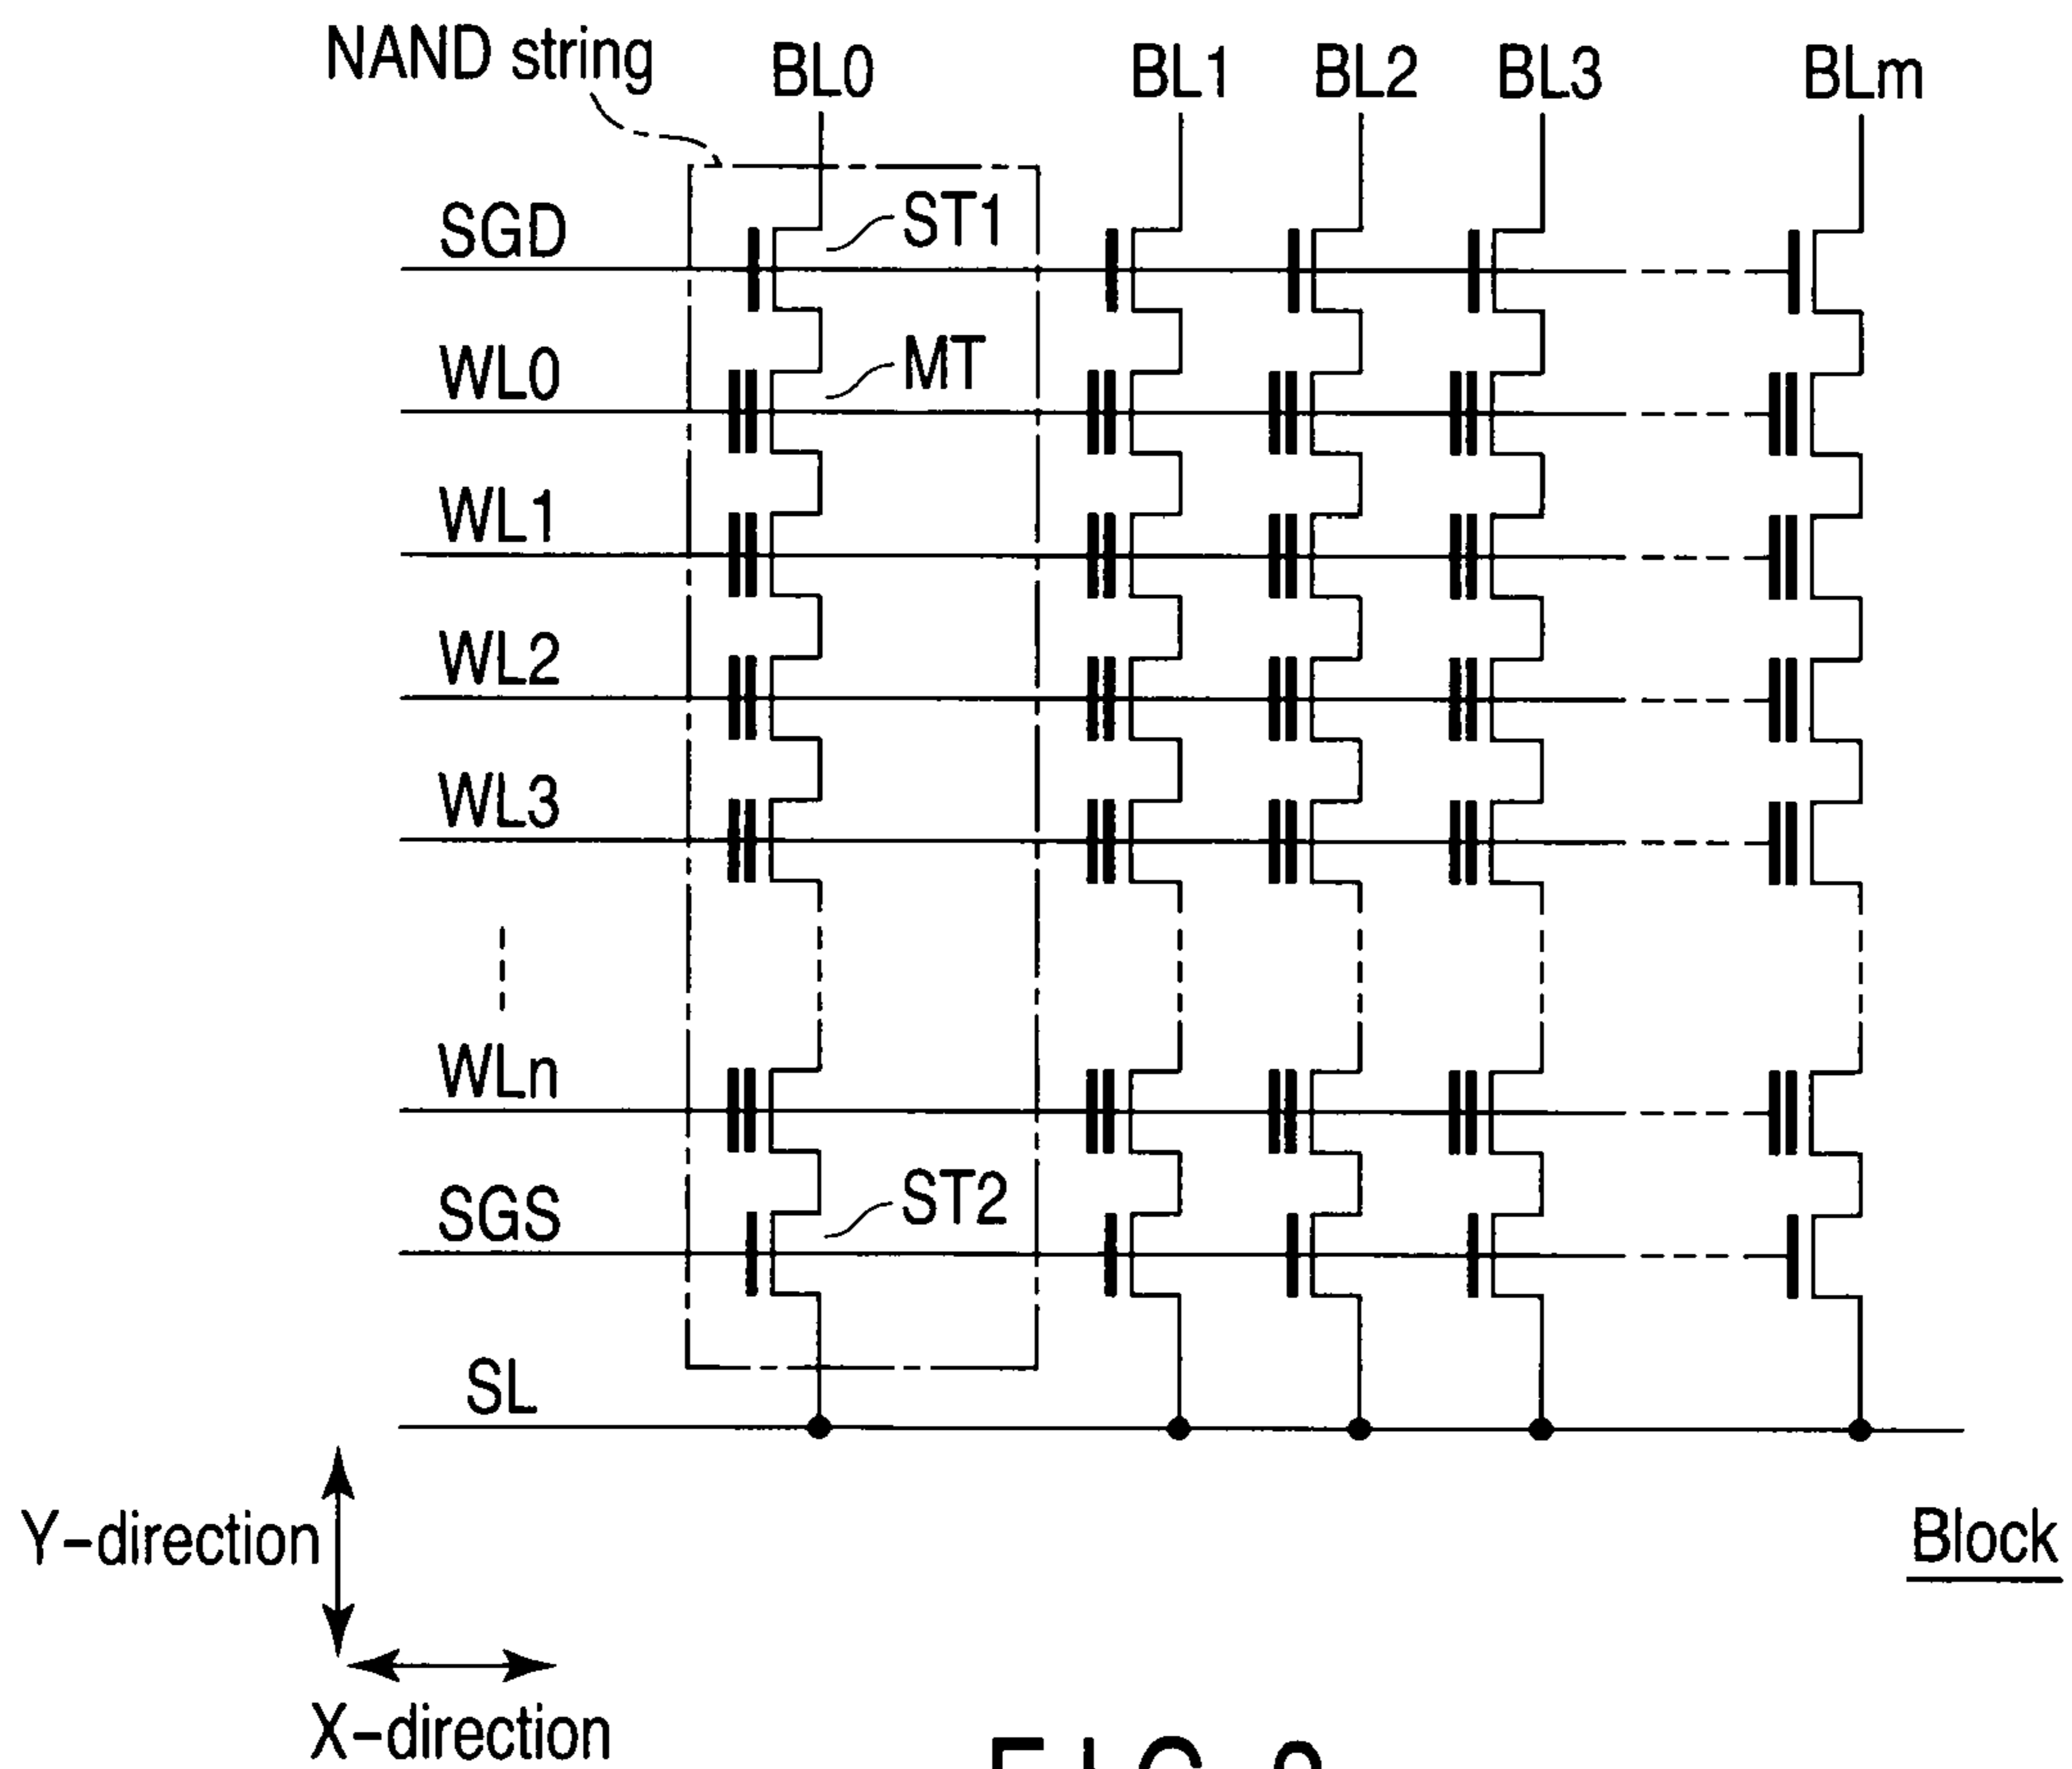 NAND string
BL0 BL1 BL2 BL3 BLm
SGD ST1
WL0 MT
WL1
WL2
WL3
WLn
SGS ST2
SL
Y-direction
Block
X-direction